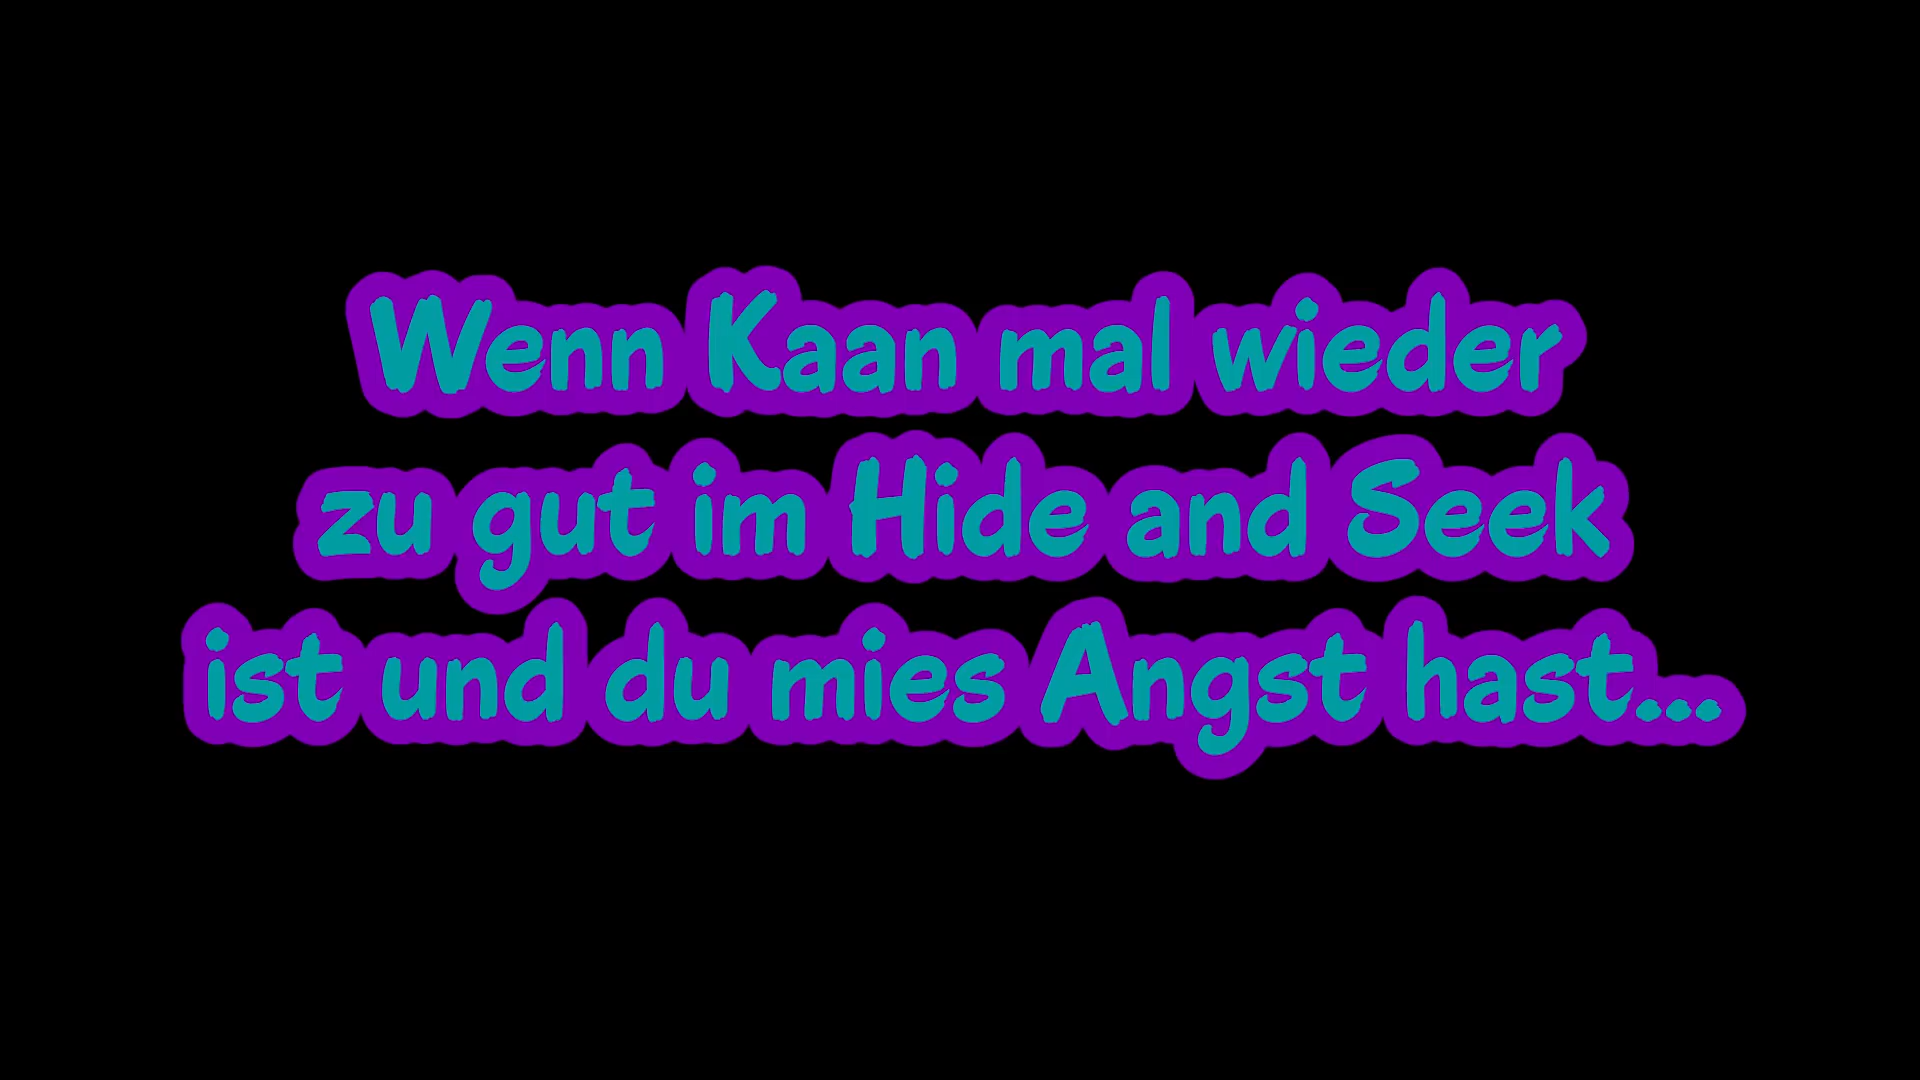 Wenn Kaan mal wieder
zu gut im Hide and Seek
ist und du mies Angst hast...